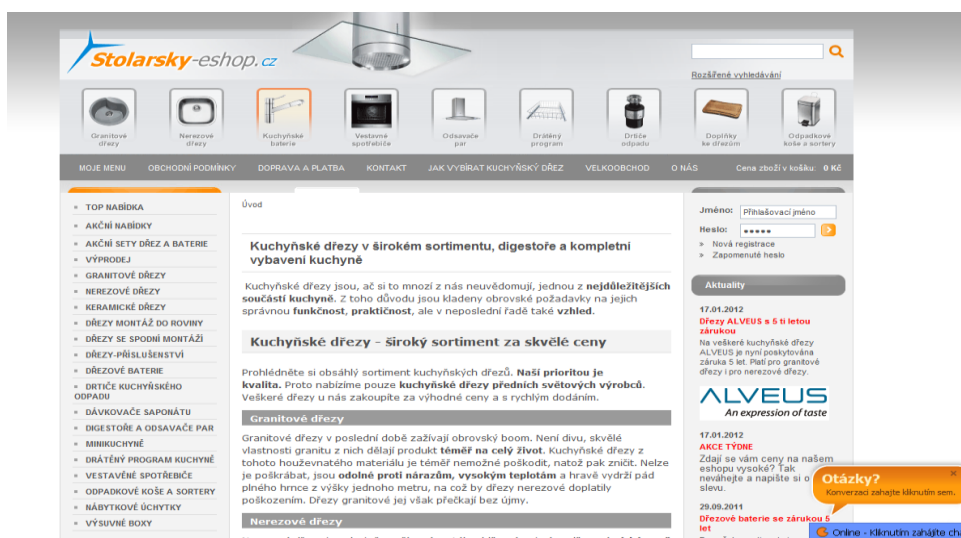 Stolarsky-eshop.cz
Rozšířené vyhledávání
Granitové dřezy
Nerezové dřezy
Kuchyňské baterie
Vestavné spotřebiče
Odsavače par
Drátěný program
Drtiče odpadu
Doplňky ke dřezům
Odpadkové koše a sortery
MOJE MENU
OBCHODNÍ PODMÍNKY
DOPRAVA A PLATBA
KONTAKT
JAK VYBÍRAT KUCHYŇSKÝ DŘEZ
VELKOOBCHOD
O NÁS
Cena zboží v košíku: 0 Kč
TOP NABÍDKA
AKČNÍ NABÍDKY
AKČNÍ SETY DŘEZ A BATERIE
VÝPRODEJ
GRANITOVÉ DŘEZY
NEREZOVÉ DŘEZY
KERAMICKÉ DŘEZY
DŘEZY MONTÁŽ DO ROVINY
DŘEZY SE SPODNÍ MONTÁŽÍ
DŘEZY-PŘÍSLUŠENSTVÍ
DŘEZOVÉ BATERIE
DRTIČE KUCHYŇSKÉHO
ODPADU
DÁVKOVAČE SAPONÁTU
DIGESTOŘE A ODSAVAČE PAR
MINIKUCHYNĚ
DRÁTĚNÝ PROGRAM KUCHYNĚ
VESTAVĚNÉ SPOTŘEBIČE
ODPADKOVÉ KOŠE A SORTERY
NÁBYTKOVÉ ÚCHYTKY
VÝSUVNÉ BOXY
Úvod
Kuchyňské dřezy v širokém sortimentu, digestoře a kompletní
vybavení kuchyně
Kuchyňské dřezy jsou, ač si to mnozí z nás neuvědomují, jednou z nejdůležitějších
součástí kuchyně. Z toho důvodu jsou kladeny obrovské požadavky na jejich
správnou funkčnost, praktičnost, ale v neposlední řadě také vzhled.
Kuchyňské dřezy - široký sortiment za skvělé ceny
Prohlédněte si obsáhlý sortiment kuchyňských dřezů. Naší prioritou je
kvalita. Proto nabízíme pouze kuchyňské dřezy předních světových výrobců.
Veškeré dřezy u nás zakoupíte za výhodné ceny a s rychlým dodáním.
Granitové dřezy
Granitové dřezy v poslední době zažívají obrovský boom. Není divu, skvělé
vlastnosti granitu z nich dělají produkt téměř na celý život. Kuchyňské dřezy z
tohoto houževnatého materiálu je téměř nemožné poškodit, natož pak zničit. Nelze
je poškrábat, jsou odolné proti nárazům, vysokým teplotám a hravě vydrží pád
plného hrnce z výšky jednoho metru, na což by dřezy nerezové doplatily
poškozením. Dřezy granitové jej však přečkají bez újmy.
Nerezové dřezy
Jméno: Přihlašovací jméno
Heslo:
» Nová registrace
» Zapomenuté heslo
Aktuality
17.01.2012
Dřezy ALVEUS s 5 ti letou
zárukou
Na veškeré kuchyňské dřezy
ALVEUS je nyní poskytována
záruka 5 let. Platí pro granitové
dřezy i pro nerezové dřezy.
ALVEUS
An expression of taste
17.01.2012
AKCE TÝDNE
Zdají se vám ceny na našem
eshopu vysoké? Tak
neváhejte a napište si o
slevu.
29.09.2011
Dřezové baterie se zárukou 5
let
Otázky?
Konverzaci zahajte kliknutím sem.
Online - Kliknutím zahájíte